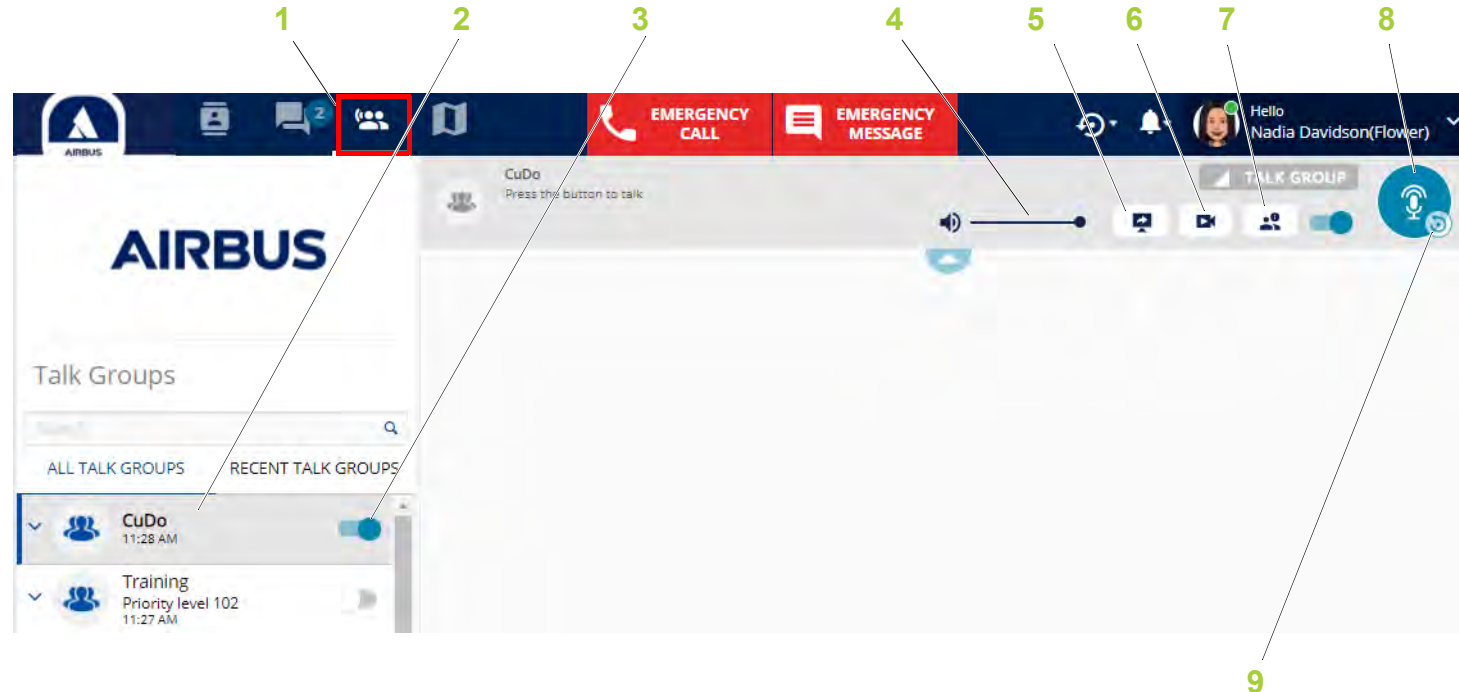 1 2 3 4 5 6 7 8
AIRBUS
2
EMERGENCY
CALL
EMERGENCY
MESSAGE
Hello
Nadia Davidson(Flower)
CuDo
Press the button to talk
TALK GROUP
AIRBUS
Talk Groups
ALL TALK GROUPS
RECENT TALK GROUPS
CuDo
11:28 AM
Training
Priority level 102
11:27 AM
9